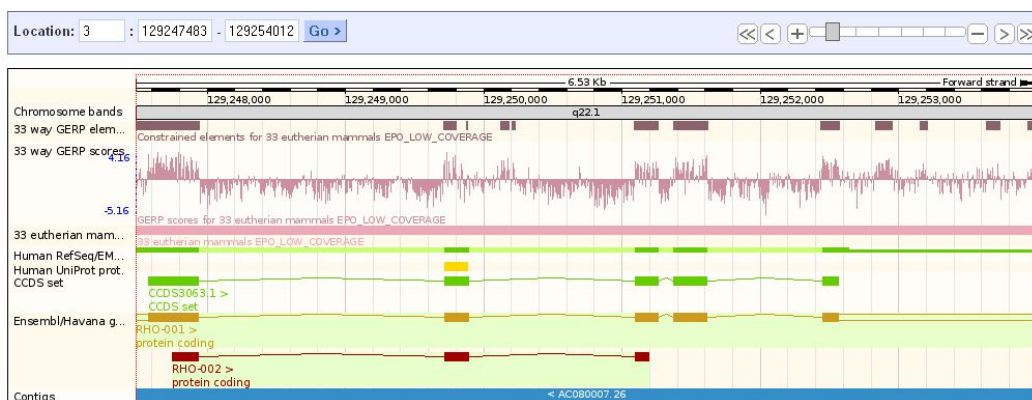 Location: 3 : 129247483 - 129254012 Go >
6.53 Kb Forward strand
129,248,000 129,249,000 129,250,000 129,251,000 129,252,000 129,253,000
Chromosome bands q22.1
33 way GERP elem...
Constrained elements for 33 eutherian mammals EPO_LOW_COVERAGE
33 way GERP scores
4.16
-5.16
GERP scores for 33 eutherian mammals EPO_LOW_COVERAGE
33 eutherian mam...
33 eutherian mammals EPO_LOW_COVERAGE
Human RefSeq/EM...
Human UniProt prot.
CCDS set
CCDS3063.1 >
CCDS set
Ensembl/Havana g...
RHO-001 >
protein coding
RHO-002 >
protein coding
Contigs < AC080007.26